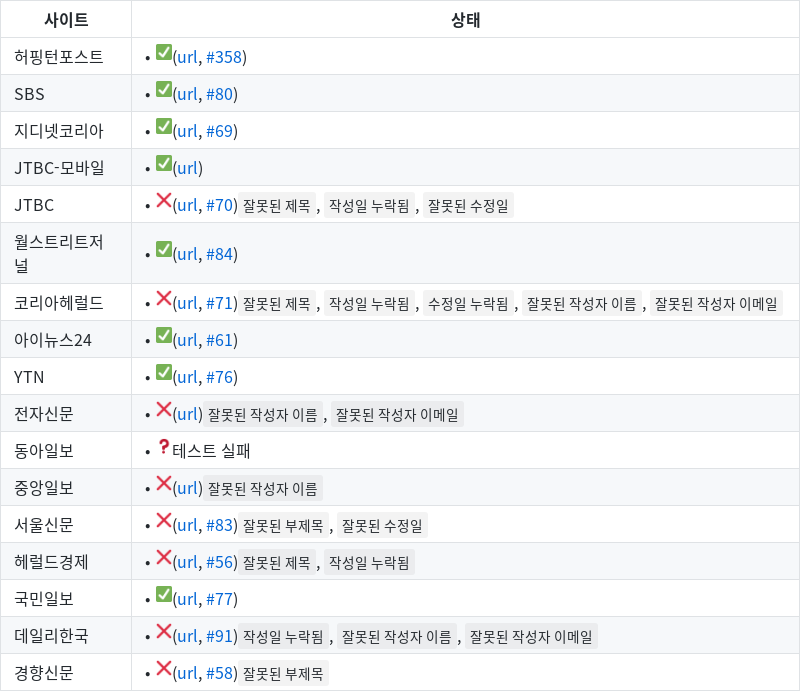 사이트 상태
허핑턴포스트 • ✅(url, #358)
SBS • ✅(url, #80)
지디넷코리아 • ✅(url, #69)
JTBC-모바일 • ✅(url)
JTBC • ❌(url, #70) 잘못된 제목 , 작성일 누락됨 , 잘못된 수정일
월스트리트저
널 • ✅(url, #84)
코리아헤럴드 • ❌(url, #71) 잘못된 제목 , 작성일 누락됨 , 수정일 누락됨 , 잘못된 작성자 이름 , 잘못된 작성자 이메일
아이뉴스24 • ✅(url, #61)
YTN • ✅(url, #76)
전자신문 • ❌(url) 잘못된 작성자 이름 , 잘못된 작성자 이메일
동아일보 • ❓테스트 실패
중앙일보 • ❌(url) 잘못된 작성자 이름
서울신문 • ❌(url, #83) 잘못된 부제목 , 잘못된 수정일
헤럴드경제 • ❌(url, #56) 잘못된 제목 , 작성일 누락됨
국민일보 • ✅(url, #77)
데일리한국 • ❌(url, #91) 작성일 누락됨 , 잘못된 작성자 이름 , 잘못된 작성자 이메일
경향신문 • ❌(url, #58) 잘못된 부제목